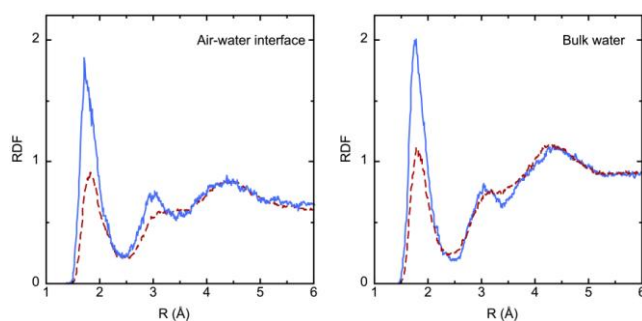 Air-water interface
RDF
2
1
0
1 2 3 4 5 6
R (Å)
Bulk water
RDF
2
1
0
1 2 3 4 5 6
R (Å)